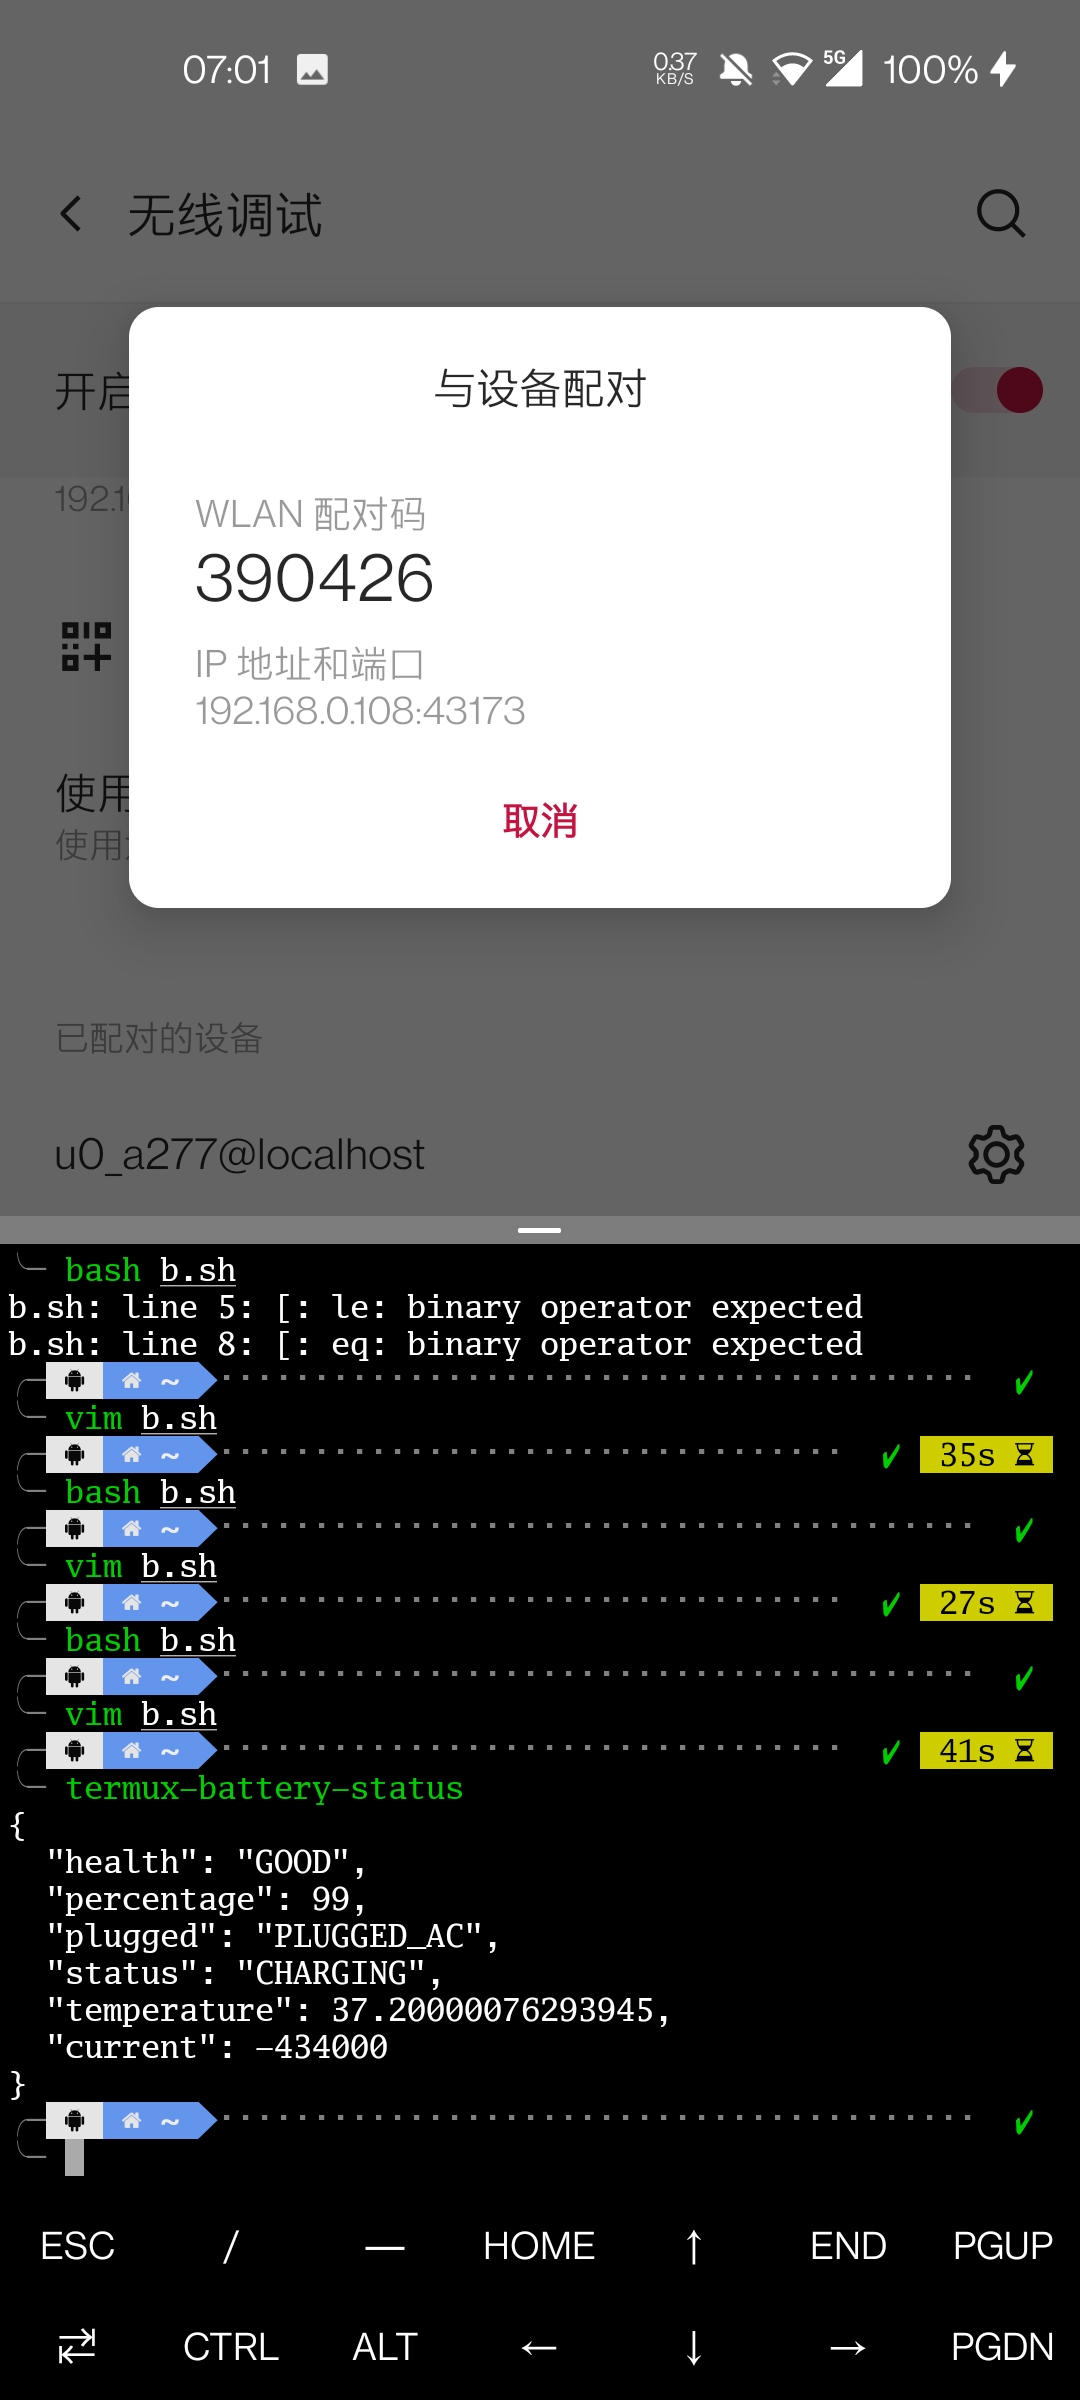 07:01
0.37 KB/S
5G
100%
无线调试
开启
与设备配对
192.1
WLAN 配对码
390426
IP 地址和端口
192.168.0.108:43173
使用
使用
取消
已配对的设备
u0_a277@localhost
bash b.sh
b.sh: line 5: [: le: binary operator expected
b.sh: line 8: [: eq: binary operator expected
~ ✓
vim b.sh
~ ✓ 35s
bash b.sh
~ ✓
vim b.sh
~ ✓ 27s
bash b.sh
~ ✓
vim b.sh
~ ✓ 41s
termux-battery-status
{
  "health": "GOOD",
  "percentage": 99,
  "plugged": "PLUGGED_AC",
  "status": "CHARGING",
  "temperature": 37.20000076293945,
  "current": -434000
}
~ ✓
ESC / — HOME ↑ END PGUP
⇄ CTRL ALT ← ↓ → PGDN